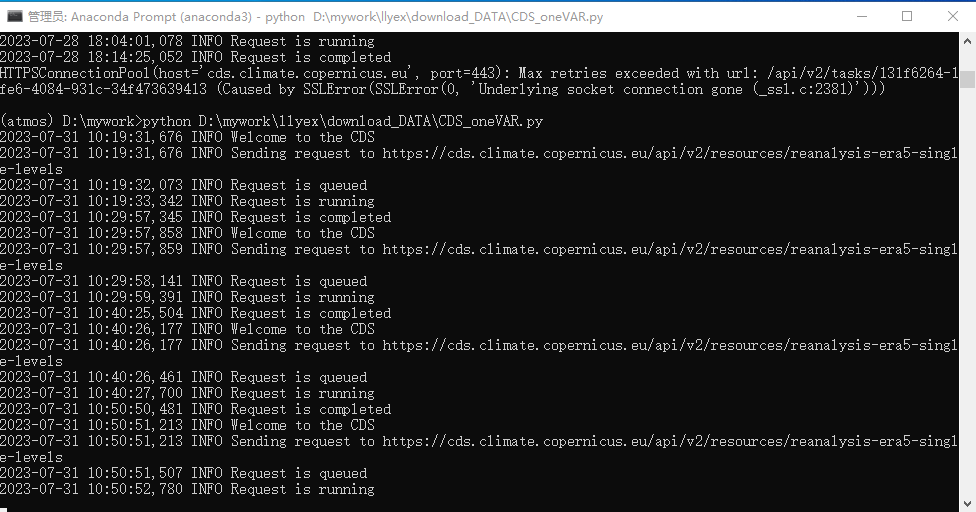 管理员: Anaconda Prompt (anaconda3) - python  D:\mywork\llyex\download_DATA\CDS_oneVAR.py
2023-07-28 18:04:01,078 INFO Request is running
2023-07-28 18:14:25,052 INFO Request is completed
HTTPSConnectionPool(host='cds.climate.copernicus.eu', port=443): Max retries exceeded with url: /api/v2/tasks/131f6264-1
fe6-4084-931c-34f473639413 (Caused by SSLError(SSLError(0, 'Underlying socket connection gone (_ssl.c:2381)')))
(atmos) D:\mywork>python D:\mywork\llyex\download_DATA\CDS_oneVAR.py
2023-07-31 10:19:31,676 INFO Welcome to the CDS
2023-07-31 10:19:31,676 INFO Sending request to https://cds.climate.copernicus.eu/api/v2/resources/reanalysis-era5-singl
e-levels
2023-07-31 10:19:32,073 INFO Request is queued
2023-07-31 10:19:33,342 INFO Request is running
2023-07-31 10:29:57,345 INFO Request is completed
2023-07-31 10:29:57,858 INFO Welcome to the CDS
2023-07-31 10:29:57,859 INFO Sending request to https://cds.climate.copernicus.eu/api/v2/resources/reanalysis-era5-singl
e-levels
2023-07-31 10:29:58,141 INFO Request is queued
2023-07-31 10:29:59,391 INFO Request is running
2023-07-31 10:40:25,504 INFO Request is completed
2023-07-31 10:40:26,177 INFO Welcome to the CDS
2023-07-31 10:40:26,177 INFO Sending request to https://cds.climate.copernicus.eu/api/v2/resources/reanalysis-era5-singl
e-levels
2023-07-31 10:40:26,461 INFO Request is queued
2023-07-31 10:40:27,700 INFO Request is running
2023-07-31 10:50:50,481 INFO Request is completed
2023-07-31 10:50:51,213 INFO Welcome to the CDS
2023-07-31 10:50:51,213 INFO Sending request to https://cds.climate.copernicus.eu/api/v2/resources/reanalysis-era5-singl
e-levels
2023-07-31 10:50:51,507 INFO Request is queued
2023-07-31 10:50:52,780 INFO Request is running